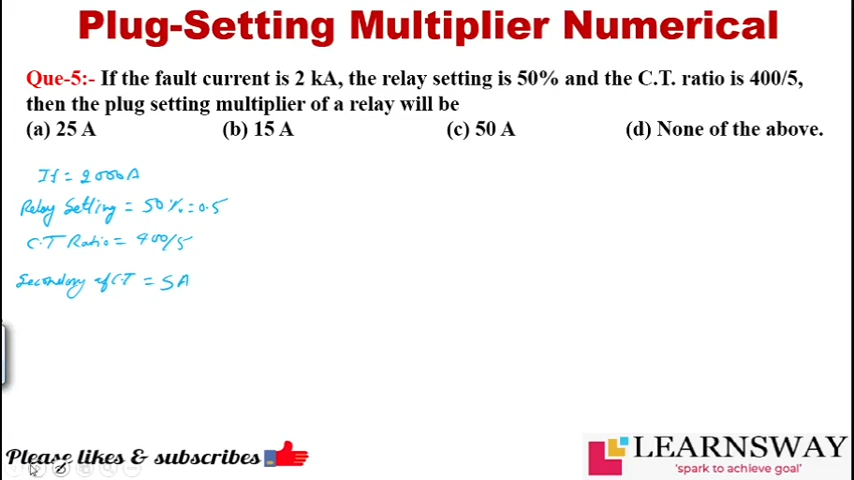 Plug-Setting Multiplier Numerical
Que-5:- If the fault current is 2 kA, the relay setting is 50% and the C.T. ratio is 400/5,
then the plug setting multiplier of a relay will be
(a) 25 A (b) 15 A (c) 50 A (d) None of the above.
If = 2000A
Relay Setting = 50%=0.5
C.T Ratio = 400/5
Secondary of C.T = 5A
Please likes & subscribes
LEARNSWAY
'spark to achieve goal'